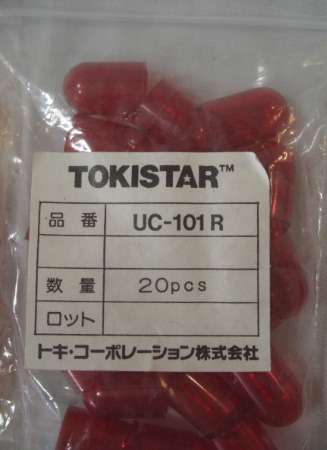 TOKISTAR™
品番 UC-101R
数量 20pcs
ロット
トキ・コーポレーション株式会社